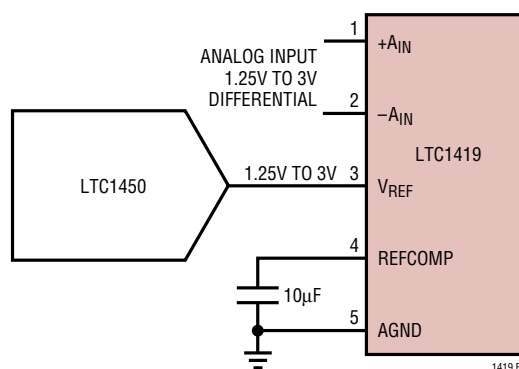 1
+AIN
ANALOG INPUT
1.25V TO 3V
DIFFERENTIAL
2
–AIN
LTC1419
LTC1450
1.25V TO 3V
3
VREF
4
REFCOMP
10µF
5
AGND